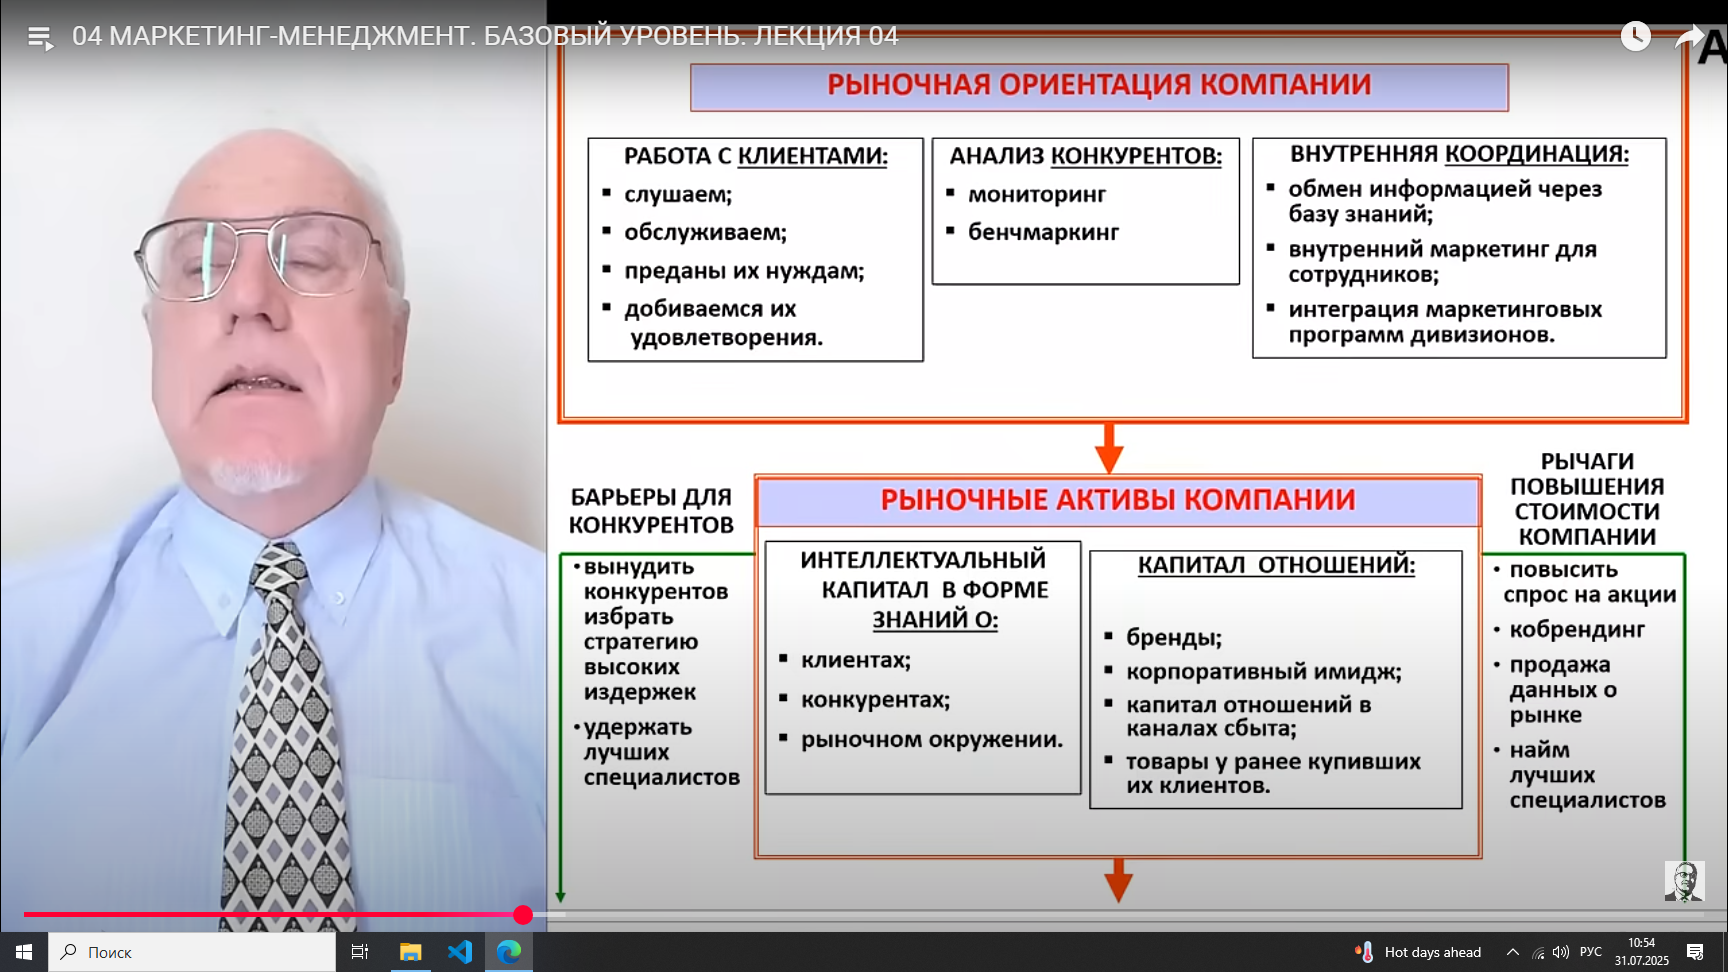 04 МАРКЕТИНГ-МЕНЕДЖМЕНТ. БАЗОВЫЙ УРОВЕНЬ. ЛЕКЦИЯ 04
А
РЫНОЧНАЯ ОРИЕНТАЦИЯ КОМПАНИИ
РАБОТА С КЛИЕНТАМИ:
▪ слушаем;
▪ обслуживаем;
▪ преданы их нуждам;
▪ добиваемся их
удовлетворения.
АНАЛИЗ КОНКУРЕНТОВ:
▪ мониторинг
▪ бенчмаркинг
ВНУТРЕННЯЯ КООРДИНАЦИЯ:
▪ обмен информацией через
базу знаний;
▪ внутренний маркетинг для
сотрудников;
▪ интеграция маркетинговых
программ дивизионов.
БАРЬЕРЫ ДЛЯ
КОНКУРЕНТОВ
• вынудить
конкурентов
избрать
стратегию
высоких
издержек
• удержать
лучших
специалистов
РЫНОЧНЫЕ АКТИВЫ КОМПАНИИ
ИНТЕЛЛЕКТУАЛЬНЫЙ
КАПИТАЛ В ФОРМЕ
ЗНАНИЙ О:
▪ клиентах;
▪ конкурентах;
▪ рыночном окружении.
КАПИТАЛ ОТНОШЕНИЙ:
▪ бренды;
▪ корпоративный имидж;
▪ капитал отношений в
каналах сбыта;
▪ товары у ранее купивших
их клиентов.
РЫЧАГИ
ПОВЫШЕНИЯ
СТОИМОСТИ
КОМПАНИИ
• повысить
спрос на акции
• кобрендинг
• продажа
данных о
рынке
• найм
лучших
специалистов
Поиск
Hot days ahead
РУС
10:54
31.07.2025